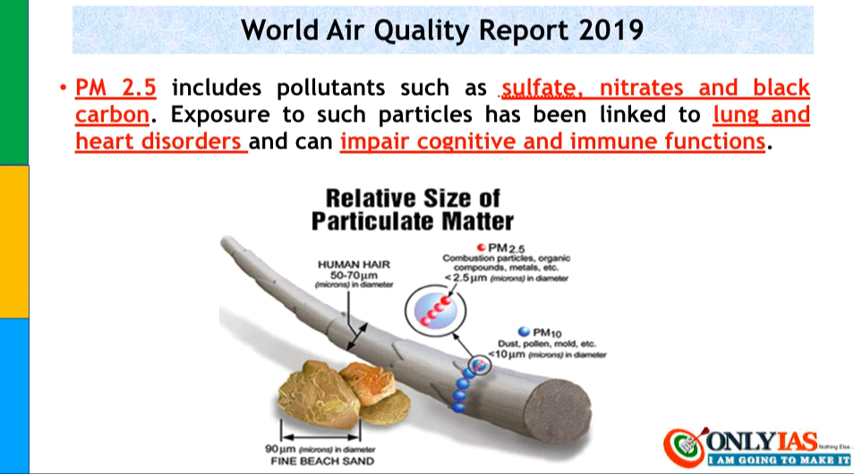 World Air Quality Report 2019
• PM 2.5 includes pollutants such as sulfate, nitrates and black
carbon. Exposure to such particles has been linked to lung and
heart disorders and can impair cognitive and immune functions.
Relative Size of
Particulate Matter
HUMAN HAIR
50-70µm
(microns) in diameter
PM2.5
Combustion particles, organic
compounds, metals, etc.
<2.5µm (microns) in diameter
PM10
Dust, pollen, mold, etc.
<10µm (microns) in diameter
90µm (microns) in diameter
FINE BEACH SAND
ONLYIAS Nothing Else..
I AM GOING TO MAKE IT